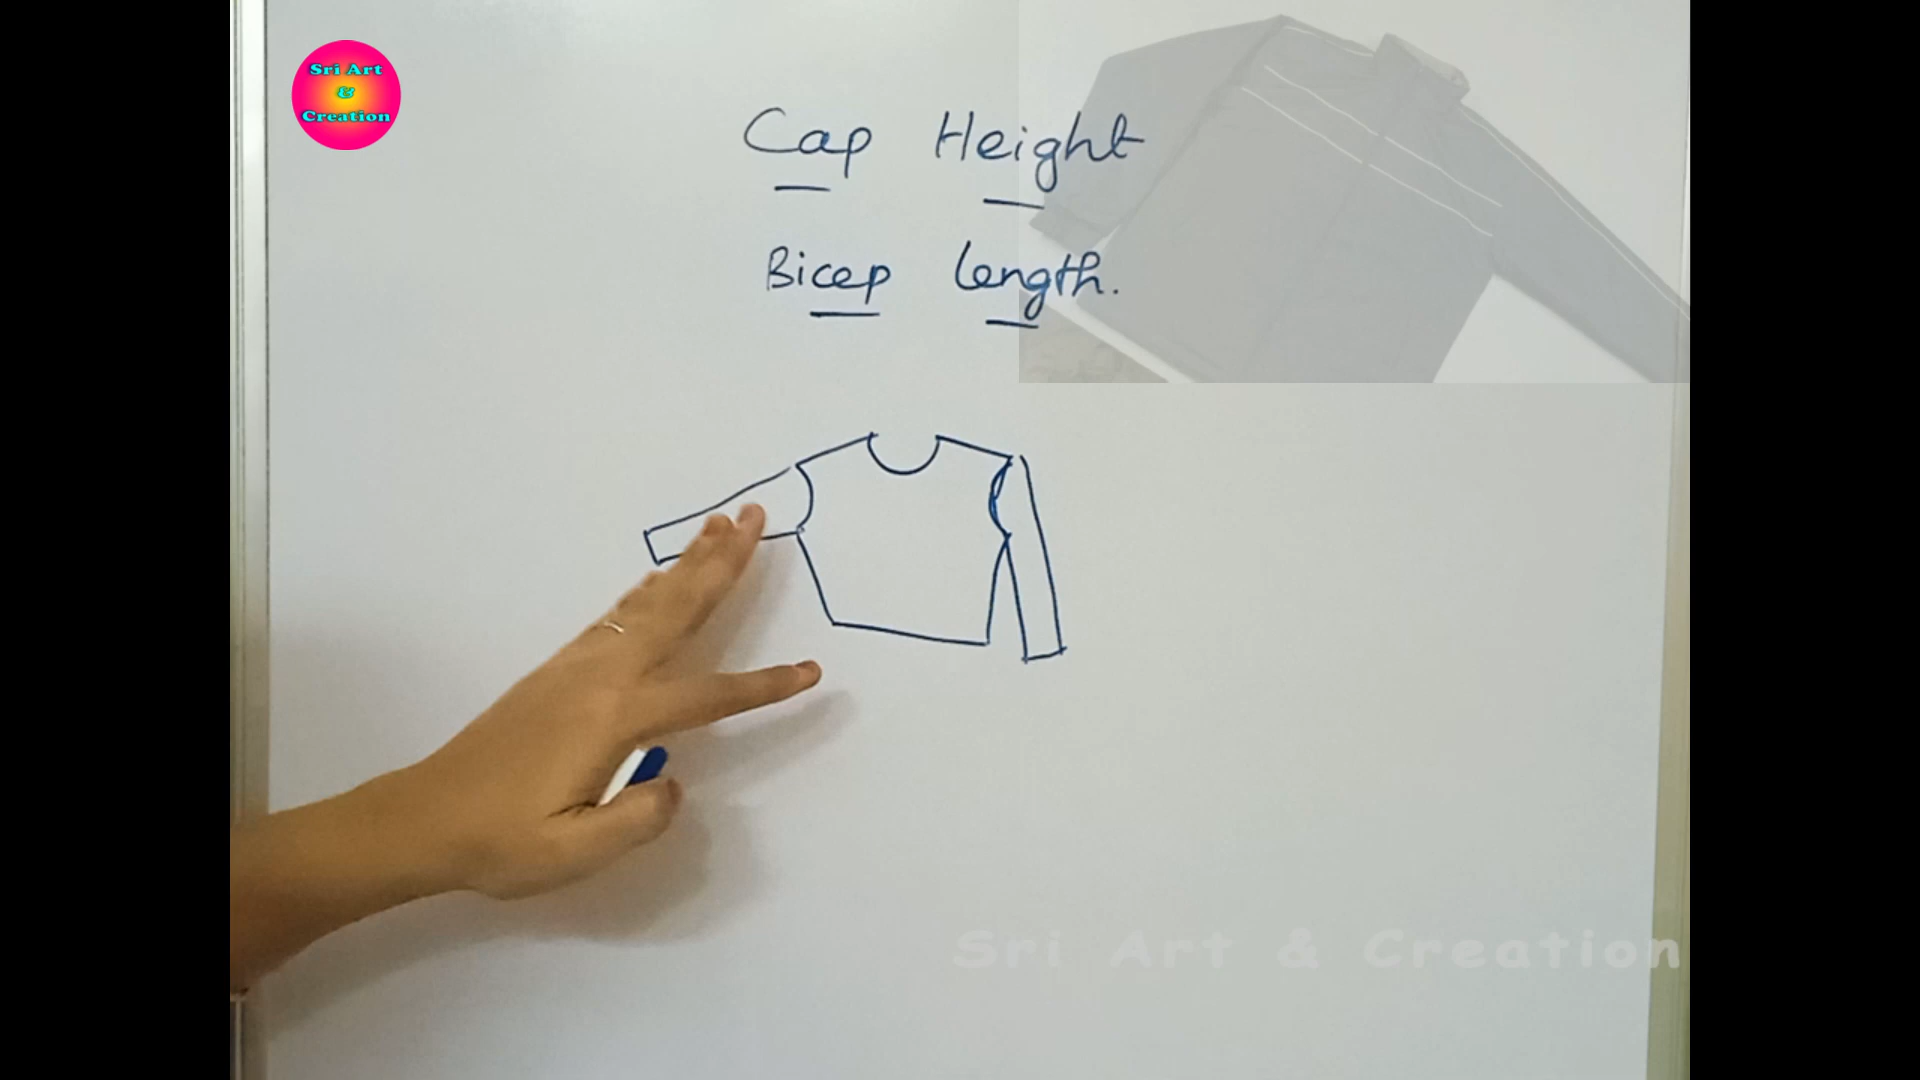 Sri Art
&
Creation
Cap Height
Bicep length.
Sri Art & Creation